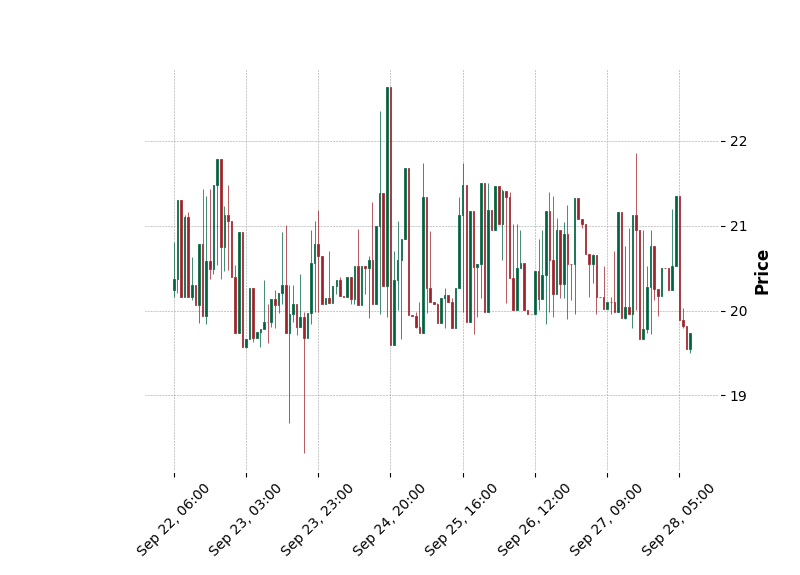 22
21
20
19
Price
Sep 22, 06:00
Sep 23, 03:00
Sep 23, 23:00
Sep 24, 20:00
Sep 25, 16:00
Sep 26, 12:00
Sep 27, 09:00
Sep 28, 05:00